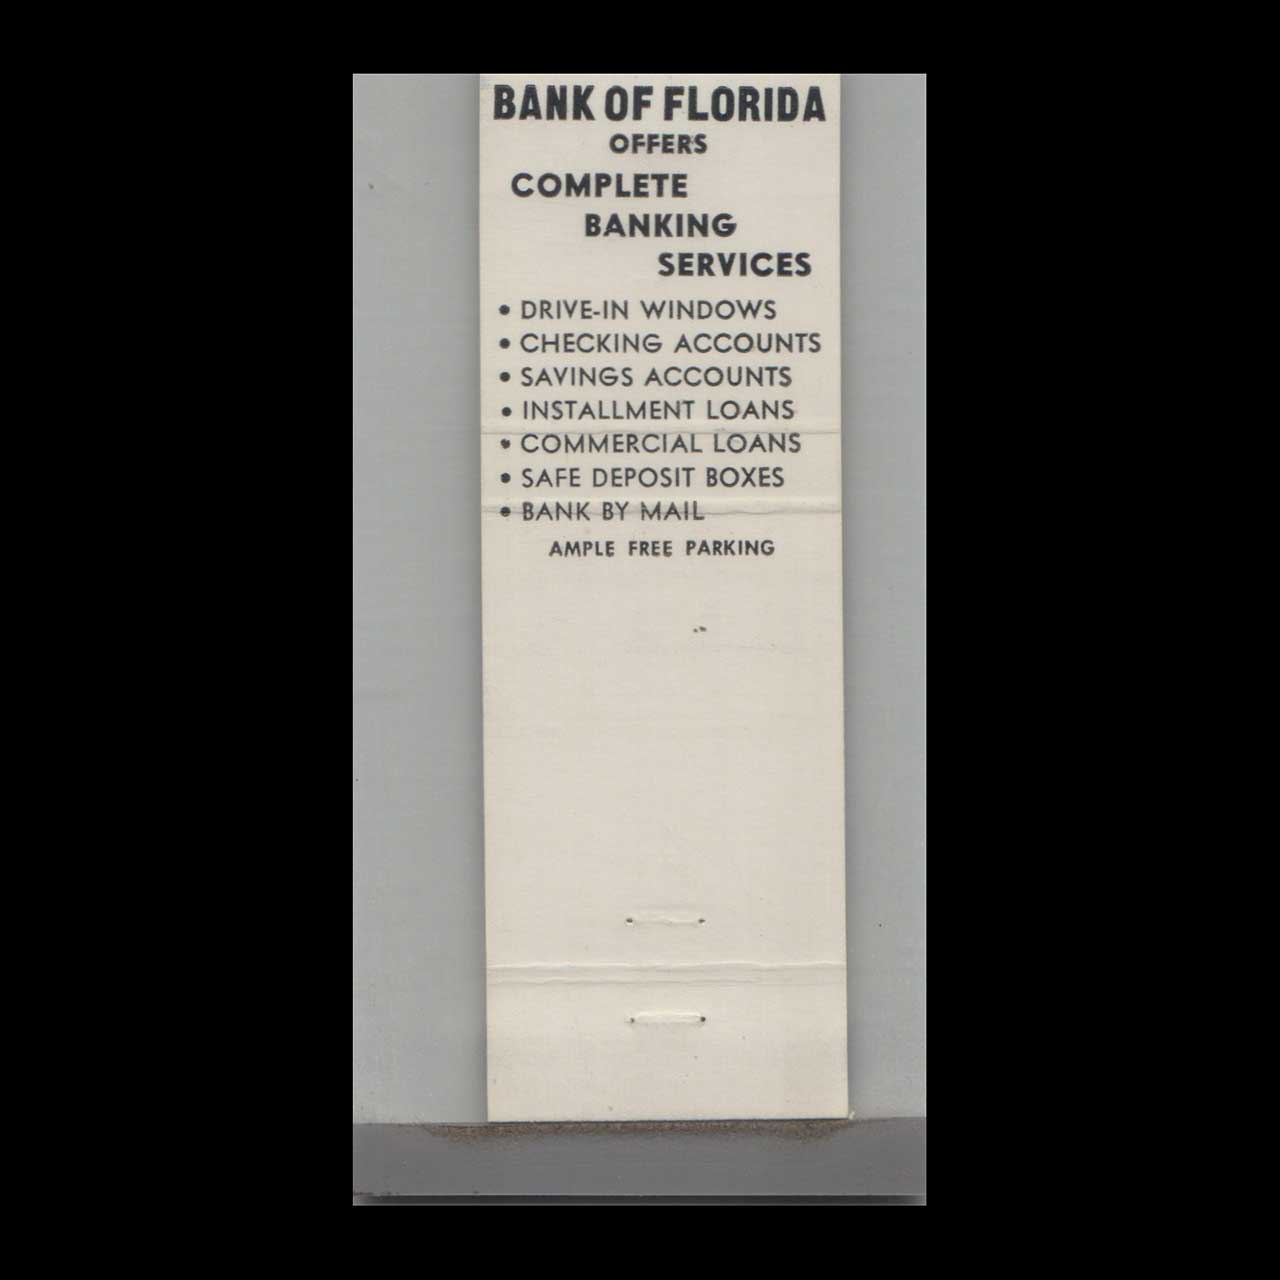 BANK OF FLORIDA
OFFERS
COMPLETE
BANKING
SERVICES
• DRIVE-IN WINDOWS
• CHECKING ACCOUNTS
• SAVINGS ACCOUNTS
• INSTALLMENT LOANS
• COMMERCIAL LOANS
• SAFE DEPOSIT BOXES
• BANK BY MAIL
AMPLE FREE PARKING